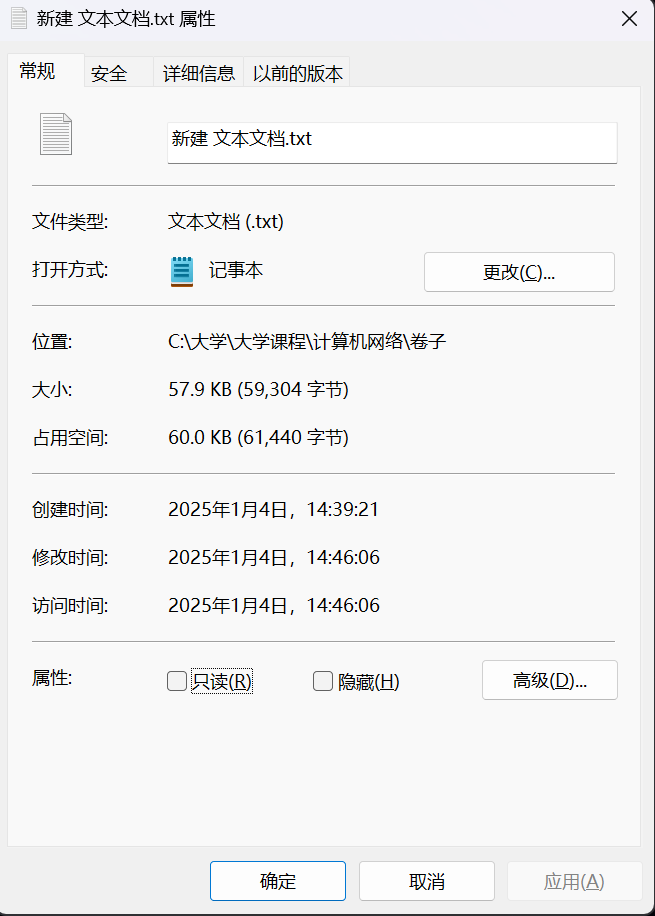 新建 文本文档.txt 属性
常规 安全 详细信息 以前的版本
新建 文本文档.txt
文件类型: 文本文档 (.txt)
打开方式: 记事本 更改(C)...
位置: C:\大学\大学课程\计算机网络\卷子
大小: 57.9 KB (59,304 字节)
占用空间: 60.0 KB (61,440 字节)
创建时间: 2025年1月4日，14:39:21
修改时间: 2025年1月4日，14:46:06
访问时间: 2025年1月4日，14:46:06
属性: 只读(R) 隐藏(H) 高级(D)...
确定 取消 应用(A)